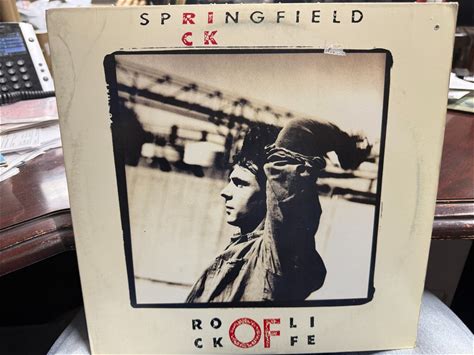 SPRINGFIELD
CK
RO OF LI
CK FE